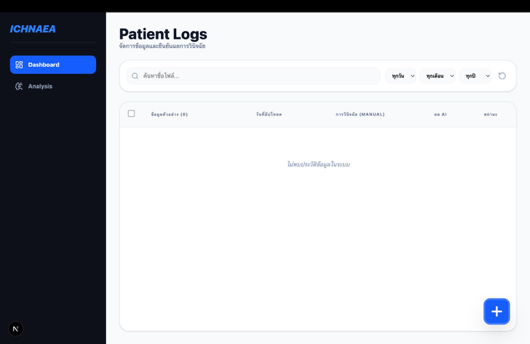 ICHNAEA
Dashboard
Analysis
Patient Logs
จัดการข้อมูลและยืนยันผลการวินิจฉัย
ค้นหาชื่อไฟล์...
ทุกวัน
ทุกเดือน
ทุกปี
ข้อมูลตัวอย่าง (0)
วันที่อัปโหลด
การวินิจฉัย (MANUAL)
ผล AI
สถานะ
ไม่พบประวัติข้อมูลในระบบ
N